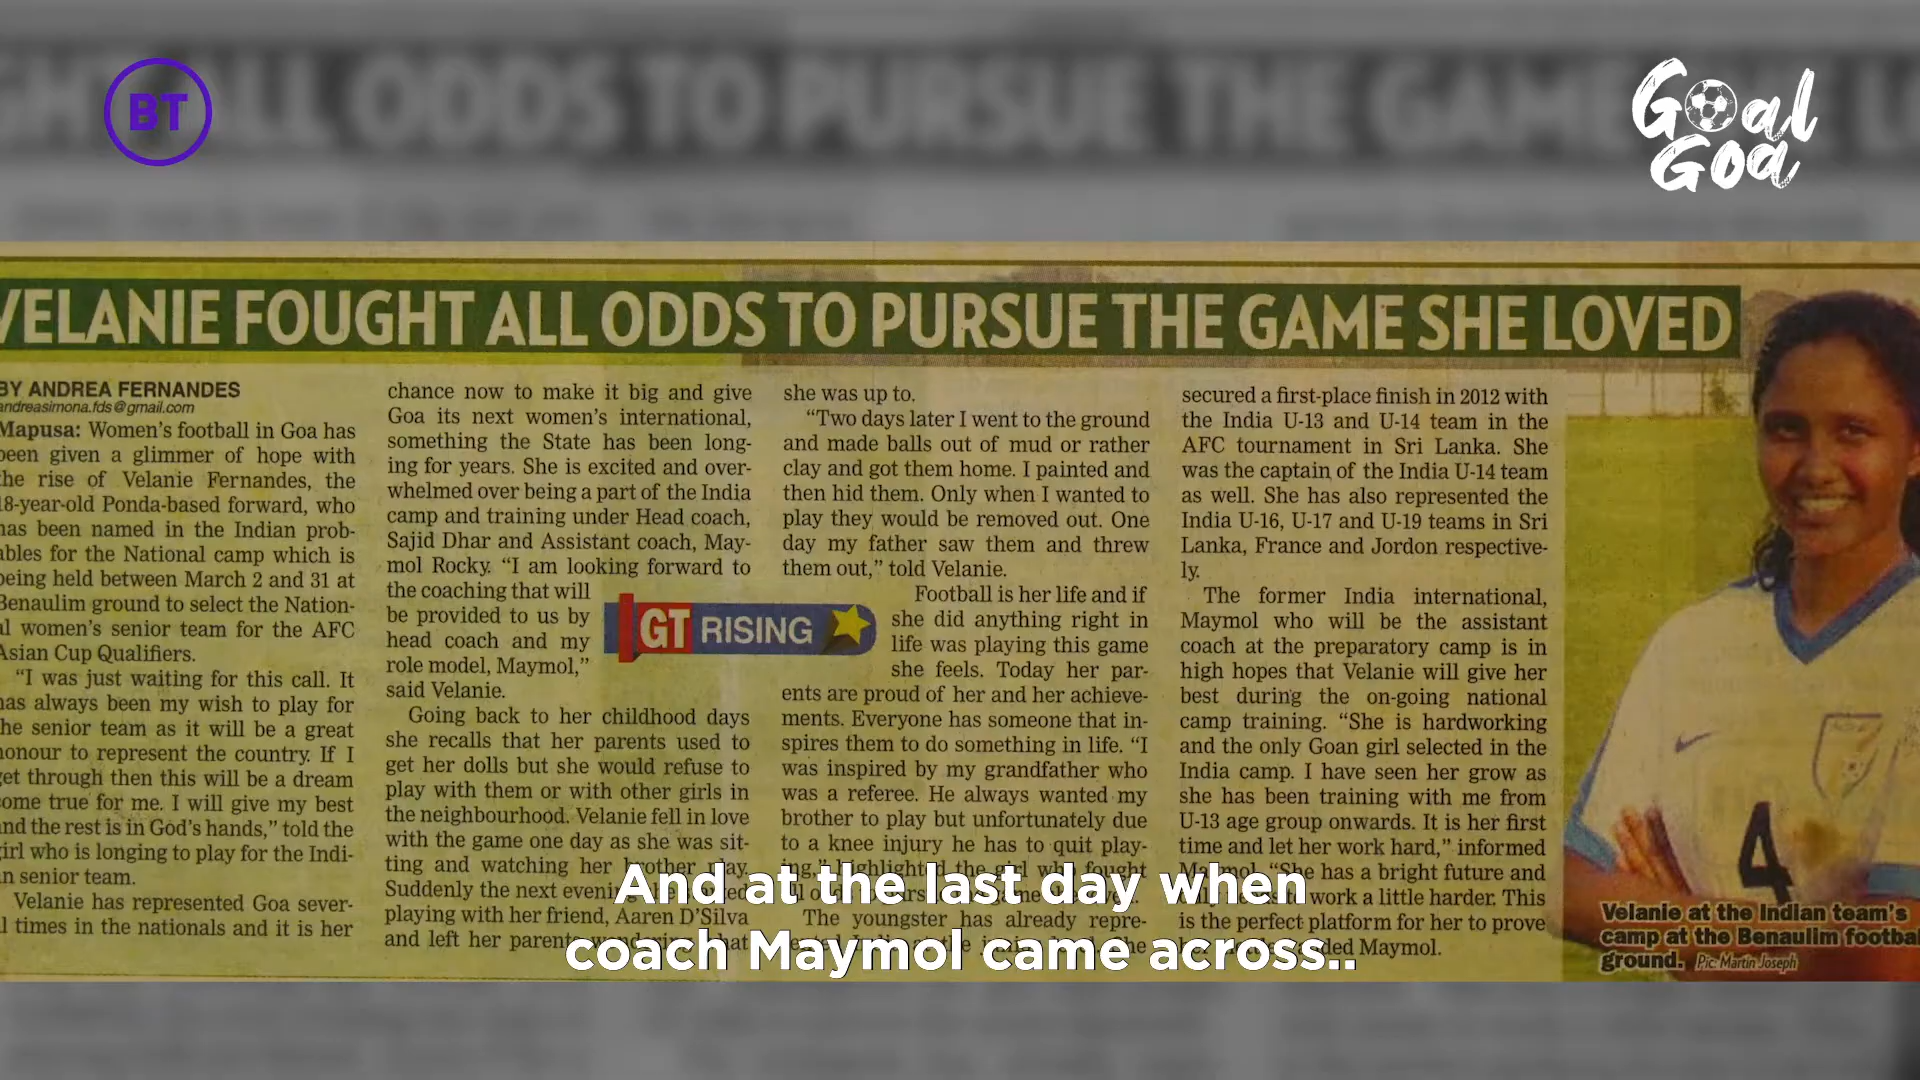 BT
Goal
Goa
VELANIE FOUGHT ALL ODDS TO PURSUE THE GAME SHE LOVED
BY ANDREA FERNANDES
andreasimona.fds@gmail.com
Mapusa: Women's football in Goa has
been given a glimmer of hope with
the rise of Velanie Fernandes, the
18-year-old Ponda-based forward, who
has been named in the Indian prob-
ables for the National camp which is
being held between March 2 and 31 at
Benaulim ground to select the Nation-
al women's senior team for the AFC
Asian Cup Qualifiers.
"I was just waiting for this call. It
has always been my wish to play for
the senior team as it will be a great
honour to represent the country. If I
get through then this will be a dream
come true for me. I will give my best
and the rest is in God's hands," told the
girl who is longing to play for the Indi-
an senior team.
Velanie has represented Goa sever-
al times in the nationals and it is her
chance now to make it big and give
Goa its next women's international,
something the State has been long-
ing for years. She is excited and over-
whelmed over being a part of the India
camp and training under Head coach,
Sajid Dhar and Assistant coach, May-
mol Rocky. "I am looking forward to
the coaching that will
be provided to us by
head coach and my
role model, Maymol,"
said Velanie.
Going back to her childhood days
she recalls that her parents used to
get her dolls but she would refuse to
play with them or with other girls in
the neighbourhood. Velanie fell in love
with the game one day as she was sit-
ting and watching her brother play.
Suddenly the next evening
playing with her friend, Aaren D'Silva
and left her parents
GT RISING
she was up to.
"Two days later I went to the ground
and made balls out of mud or rather
clay and got them home. I painted and
then hid them. Only when I wanted to
play they would be removed out. One
day my father saw them and threw
them out," told Velanie.
Football is her life and if
she did anything right in
life was playing this game
she feels. Today her par-
ents are proud of her and her achieve-
ments. Everyone has someone that in-
spires them to do something in life. "I
was inspired by my grandfather who
was a referee. He always wanted my
brother to play but unfortunately due
to a knee injury he has to quit play-
ing," highlighted the girl who fought
The youngster has already repre-
secured a first-place finish in 2012 with
the India U-13 and U-14 team in the
AFC tournament in Sri Lanka. She
was the captain of the India U-14 team
as well. She has also represented the
India U-16, U-17 and U-19 teams in Sri
Lanka, France and Jordon respective-
ly.
The former India international,
Maymol who will be the assistant
coach at the preparatory camp is in
high hopes that Velanie will give her
best during the on-going national
camp training. "She is hardworking
and the only Goan girl selected in the
India camp. I have seen her grow as
she has been training with me from
U-13 age group onwards. It is her first
time and let her work hard," informed
Maymol. "She has a bright future and
work a little harder. This
is the perfect platform for her to prove
Maymol.
4
Velanie at the Indian team's
camp at the Benaulim football
ground. Pic: Martin Joseph
And at the last day when
coach Maymol came across..